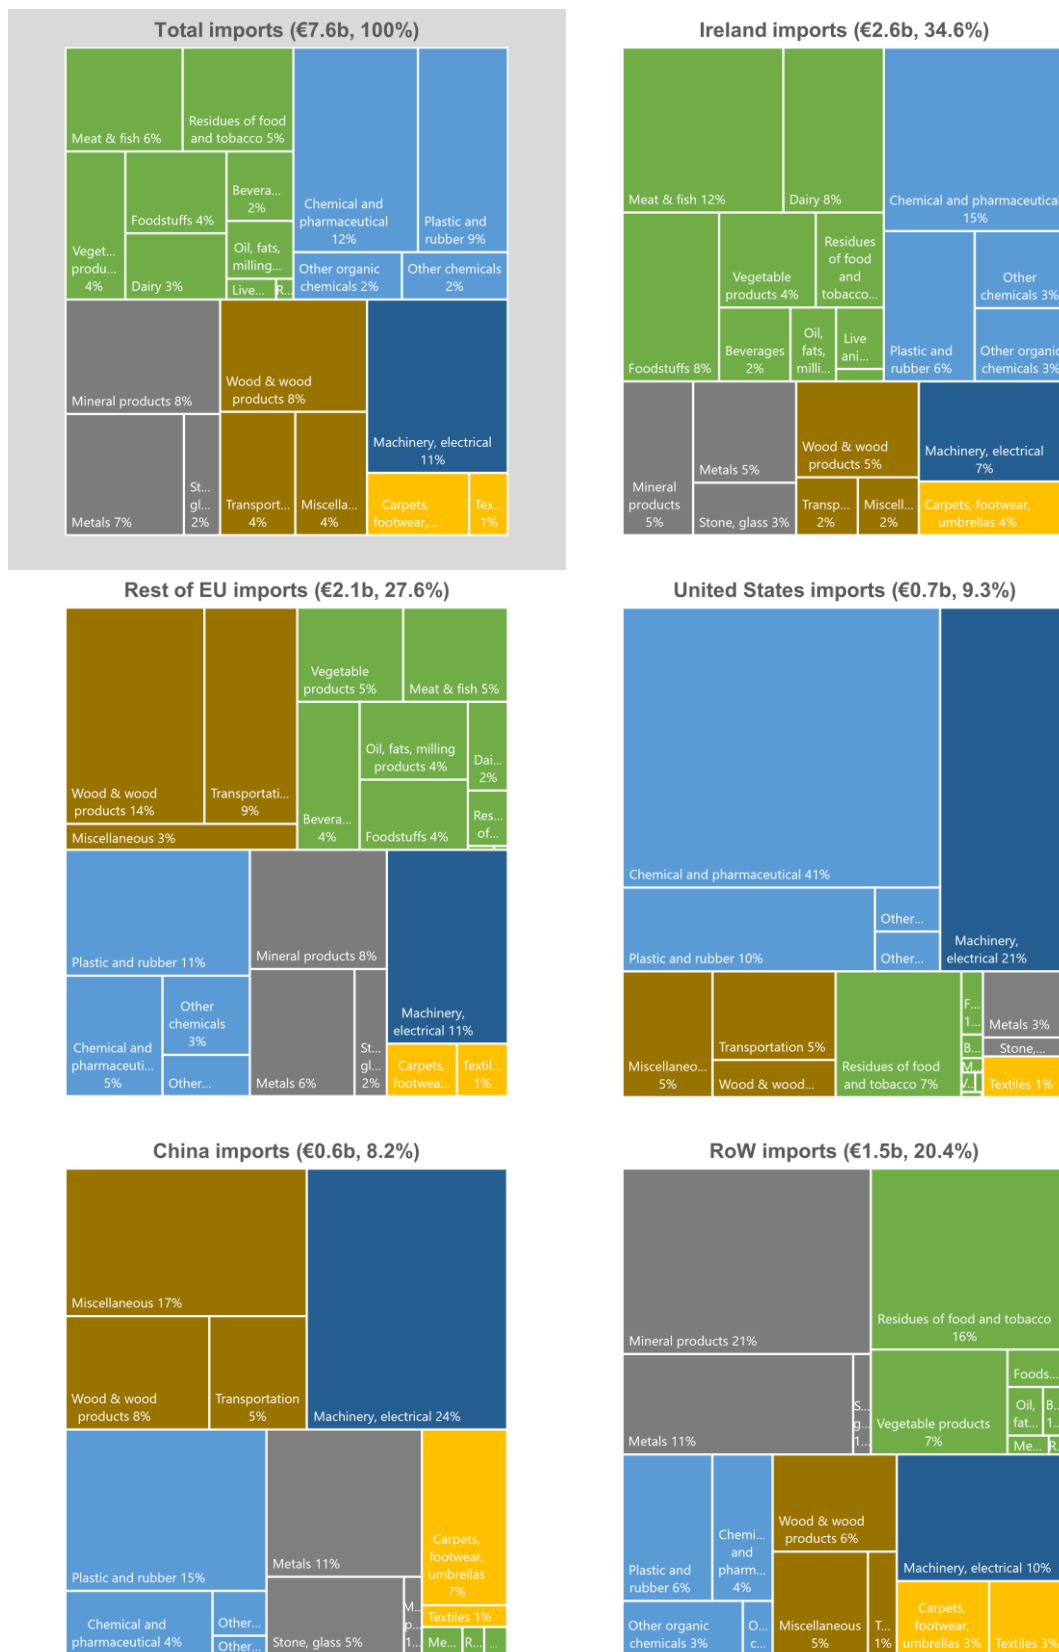 Total imports (€7.6b, 100%)
Meat & fish 6%
Residues of food
and tobacco 5%
Veget...
produ...
4%
Foodstuffs 4%
Dairy 3%
Bevera...
2%
Oil, fats,
milling...
Live...
R...
Chemical and
pharmaceutical
12%
Plastic and
rubber 9%
Other organic
chemicals 2%
Other chemicals
2%
Mineral products 8%
Metals 7%
St...
gl...
2%
Wood & wood
products 8%
Transport...
4%
Miscella...
4%
Machinery, electrical
11%
Carpets,
footwear,...
Tex...
1%
Ireland imports (€2.6b, 34.6%)
Meat & fish 12%
Dairy 8%
Foodstuffs 8%
Vegetable
products 4%
Residues
of food
and
tobacco...
Beverages
2%
Oil,
fats,
milli...
Live
ani...
Chemical and pharmaceutical
15%
Plastic and
rubber 6%
Other
chemicals 3%
Other organic
chemicals 3%
Mineral
products
5%
Metals 5%
Stone, glass 3%
Wood & wood
products 5%
Transp...
2%
Miscell...
2%
Machinery, electrical
7%
Carpets, footwear,
umbrellas 4%
Rest of EU imports (€2.1b, 27.6%)
Wood & wood
products 14%
Transportati...
9%
Miscellaneous 3%
Vegetable
products 5%
Meat & fish 5%
Bevera...
4%
Oil, fats, milling
products 4%
Foodstuffs 4%
Dai...
2%
Res...
of...
Plastic and rubber 11%
Chemical and
pharmaceuti...
5%
Other
chemicals
3%
Other...
Mineral products 8%
Metals 6%
St...
gl...
2%
Machinery,
electrical 11%
Carpets,
footwea...
Textil...
1%
United States imports (€0.7b, 9.3%)
Chemical and pharmaceutical 41%
Plastic and rubber 10%
Other...
Other...
Machinery,
electrical 21%
Miscellaneo...
5%
Transportation 5%
Wood & wood...
Residues of food
and tobacco 7%
F...
1...
B...
M...
V...
Metals 3%
Stone,...
Textiles 1%
China imports (€0.6b, 8.2%)
Miscellaneous 17%
Wood & wood
products 8%
Transportation
5%
Machinery, electrical 24%
Plastic and rubber 15%
Chemical and
pharmaceutical 4%
Other...
Other...
Metals 11%
Stone, glass 5%
M...
p...
1...
Carpets,
footwear,
umbrellas
7%
Textiles 1%
Me...
R...
...
RoW imports (€1.5b, 20.4%)
Mineral products 21%
Metals 11%
S...
g...
1...
Residues of food and tobacco
16%
Vegetable products
7%
Foods...
Oil,
fat...
B...
1...
Me...
R...
Plastic and
rubber 6%
Chemi...
and
pharm...
4%
Other organic
chemicals 3%
O...
c...
Wood & wood
products 6%
Miscellaneous
5%
T...
1%
Machinery, electrical 10%
Carpets,
footwear,
umbrellas 3%
Textiles 3%